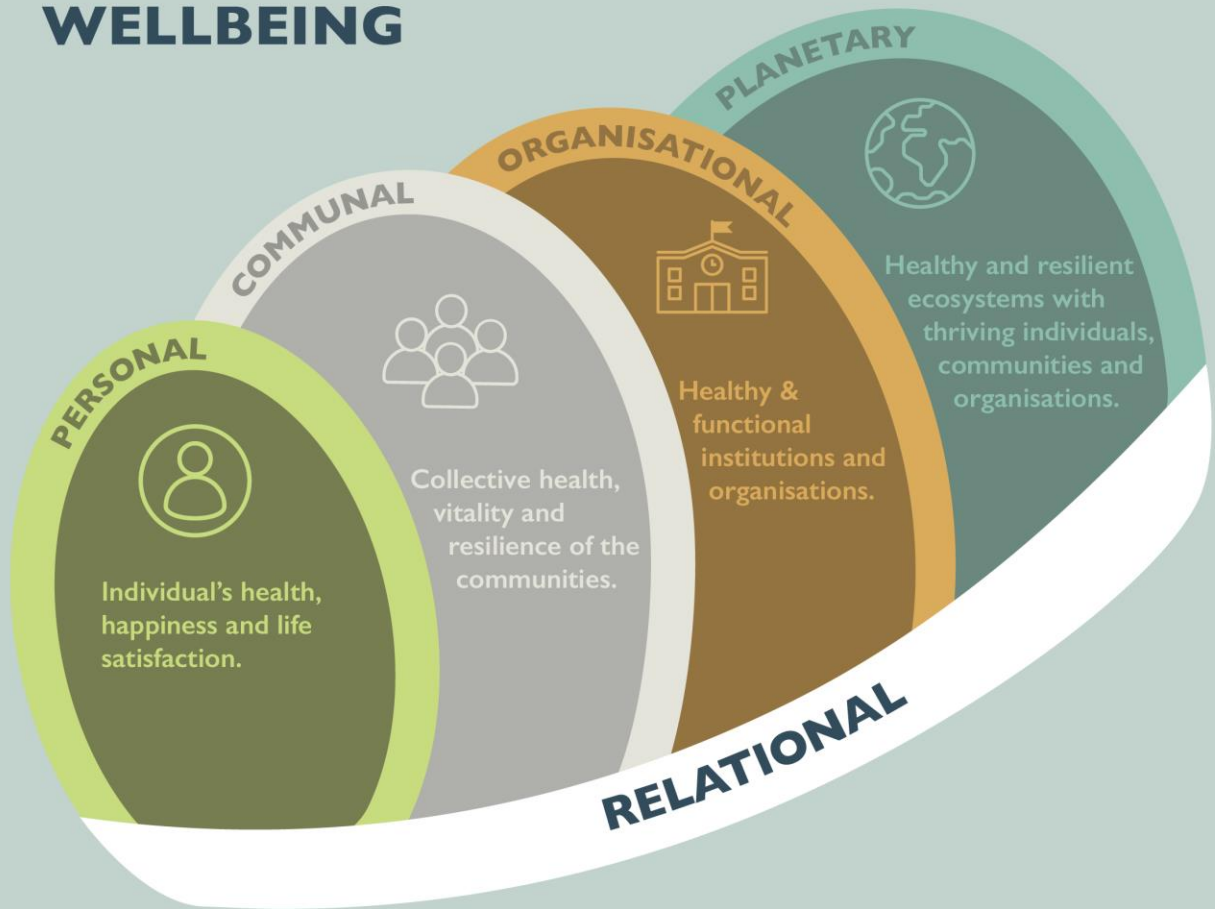 WELLBEING
PERSONAL
Individual's health,
happiness and life
satisfaction.
COMMUNAL
Collective health,
vitality and
resilience of the
communities.
ORGANISATIONAL
Healthy &
functional
institutions and
organisations.
PLANETARY
Healthy and resilient
ecosystems with
thriving individuals,
communities and
organisations.
RELATIONAL